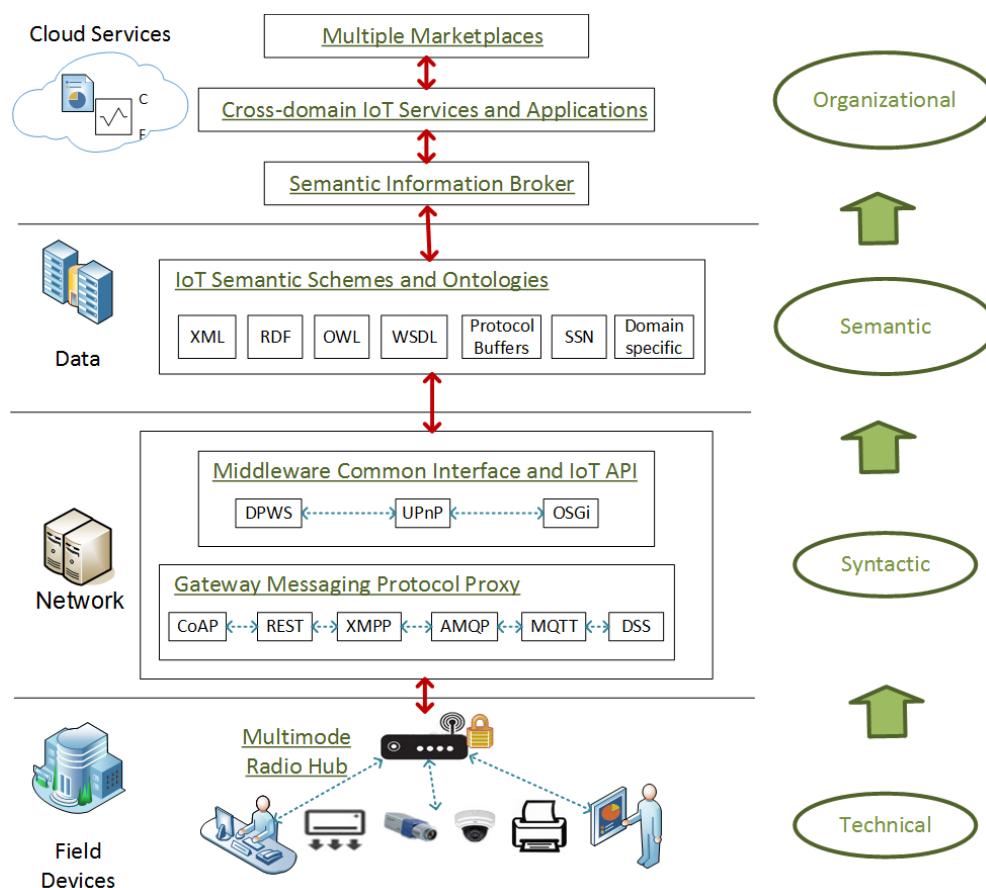 Cloud Services
C
F
Multiple Marketplaces
Cross-domain IoT Services and Applications
Semantic Information Broker
Organizational
Data
IoT Semantic Schemes and Ontologies
XML
RDF
OWL
WSDL
Protocol
Buffers
SSN
Domain
specific
Semantic
Network
Middleware Common Interface and IoT API
DPWS
UPnP
OSGi
Gateway Messaging Protocol Proxy
CoAP
REST
XMPP
AMQP
MQTT
DSS
Syntactic
Field
Devices
Multimode
Radio Hub
Technical